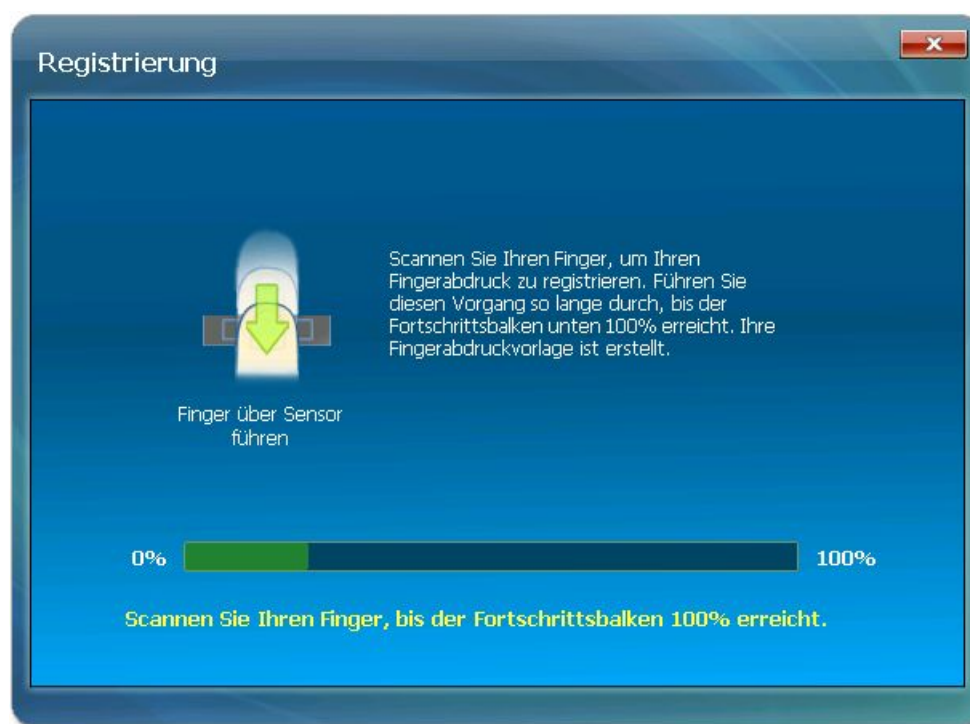 Registrierung
Scannen Sie Ihren Finger, um Ihren
Fingerabdruck zu registrieren. Führen Sie
diesen Vorgang so lange durch, bis der
Fortschrittsbalken unten 100% erreicht. Ihre
Fingerabdruckvorlage ist erstellt.
Finger über Sensor
führen
0%
100%
Scannen Sie Ihren Finger, bis der Fortschrittsbalken 100% erreicht.